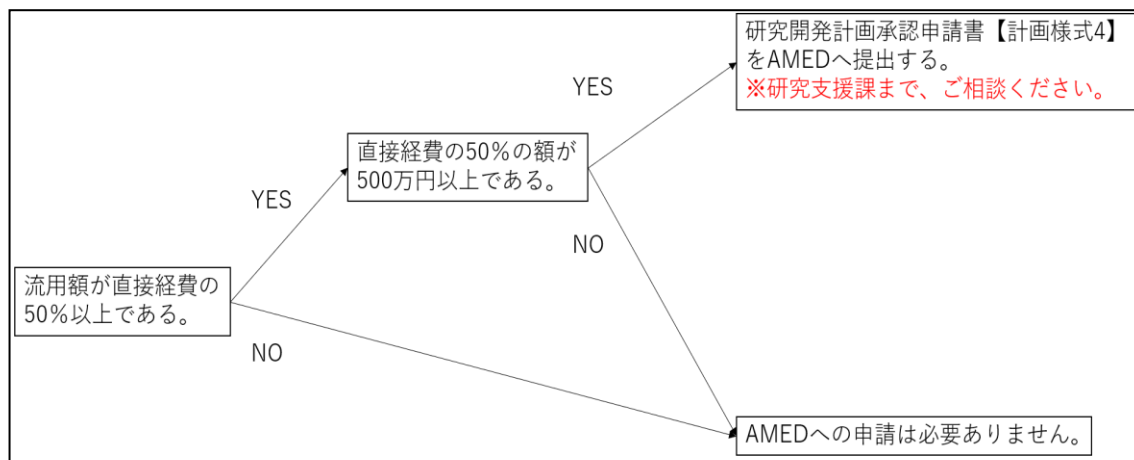 研究開発計画承認申請書【計画様式4】
をAMEDへ提出する。
※研究支援課まで、ご相談ください。
YES
直接経費の50％の額が
500万円以上である。
YES
NO
流用額が直接経費の
50％以上である。
NO
AMEDへの申請は必要ありません。